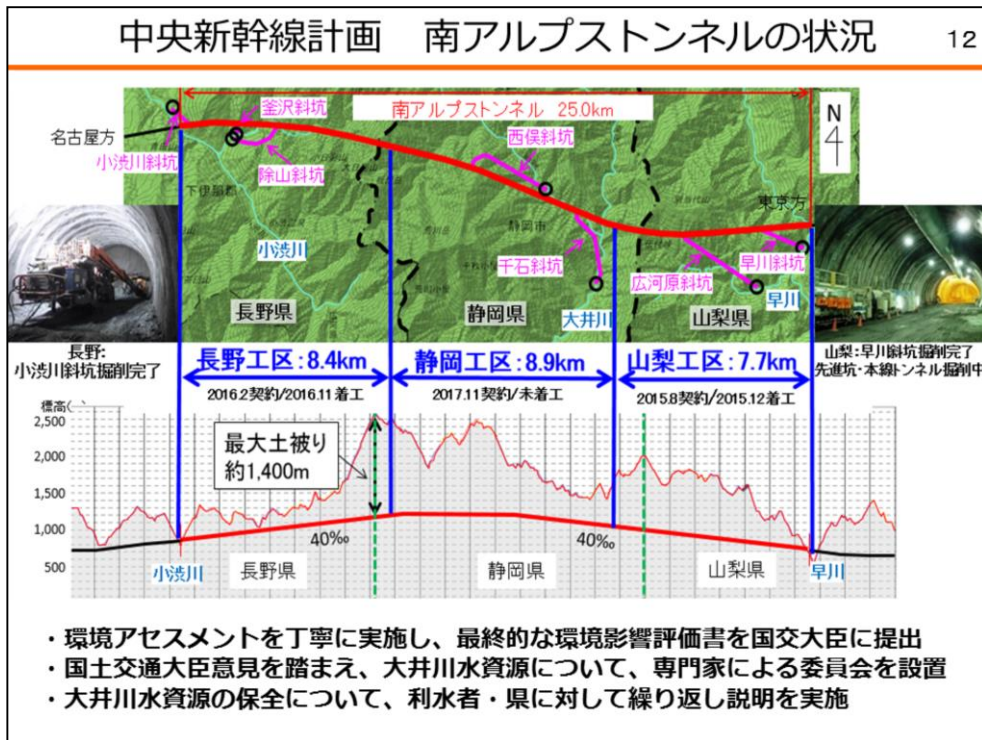 中央新幹線計画　南アルプストンネルの状況
12
南アルプストンネル 25.0km
N
名古屋方
釜沢斜坑
小渋川斜坑
除山斜坑
西俣斜坑
下伊那郡
静岡市
東京方
小渋川
千石斜坑
広河原斜坑
早川斜坑
長野県
静岡県
大井川
山梨県
早川
長野：
小渋川斜坑掘削完了
長野工区：8.4km
静岡工区：8.9km
山梨工区：7.7km
山梨：早川斜坑掘削完了
先進坑・本線トンネル掘削中
2016.2契約/2016.11着工
2017.11契約/未着工
2015.8契約/2015.12着工
標高(
2,500
2,000
1,500
1,000
500
最大土被り
約1,400m
40‰
40‰
小渋川
長野県
静岡県
山梨県
早川
・環境アセスメントを丁寧に実施し、最終的な環境影響評価書を国交大臣に提出
・国土交通大臣意見を踏まえ、大井川水資源について、専門家による委員会を設置
・大井川水資源の保全について、利水者・県に対して繰り返し説明を実施